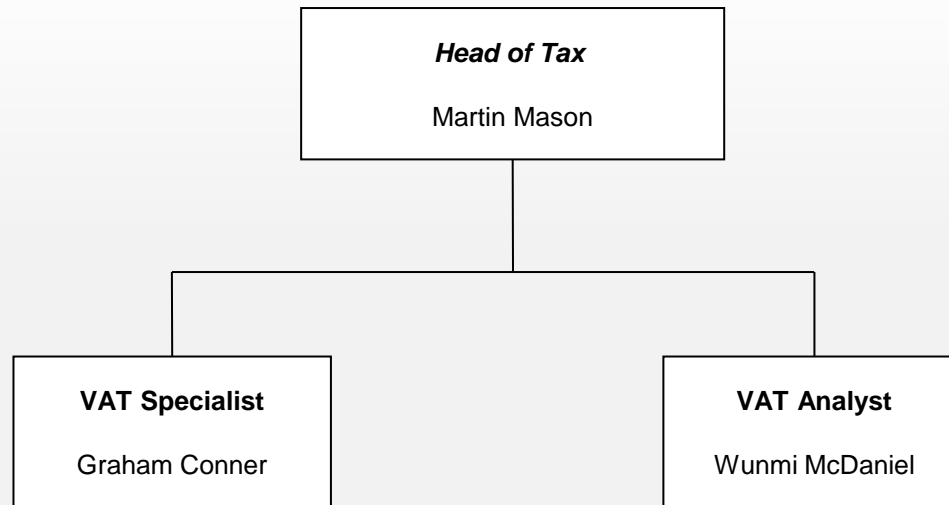 Head of Tax
Martin Mason
VAT Specialist
Graham Conner
VAT Analyst
Wunmi McDaniel